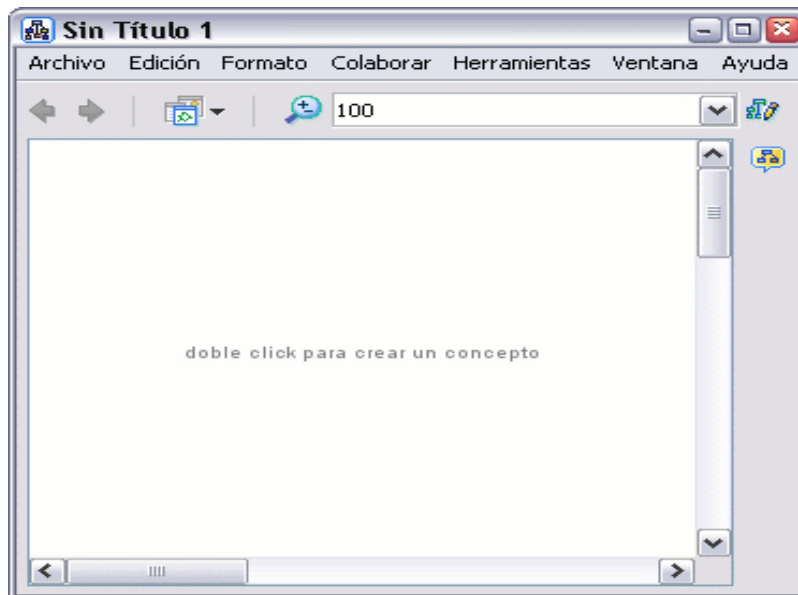 Sin Título 1
Archivo Edición Formato Colaborar Herramientas Ventana Ayuda
100
doble click para crear un concepto